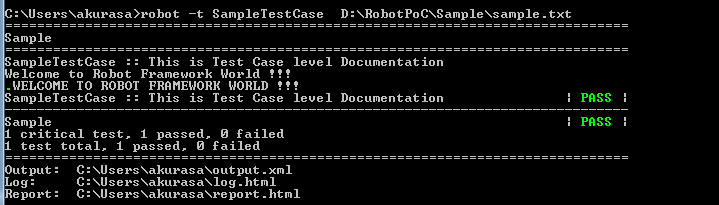 C:\Users\akurasa>robot -t SampleTestCase  D:\RobotPoC\Sample\sample.txt
==============================================================================
Sample
==============================================================================
SampleTestCase :: This is Test Case level Documentation
Welcome to Robot Framework World !!!
.WELCOME TO ROBOT FRAMEWORK WORLD !!!
SampleTestCase :: This is Test Case level Documentation               | PASS |
------------------------------------------------------------------------------
Sample                                                                | PASS |
1 critical test, 1 passed, 0 failed
1 test total, 1 passed, 0 failed
==============================================================================
Output:  C:\Users\akurasa\output.xml
Log:     C:\Users\akurasa\log.html
Report:  C:\Users\akurasa\report.html